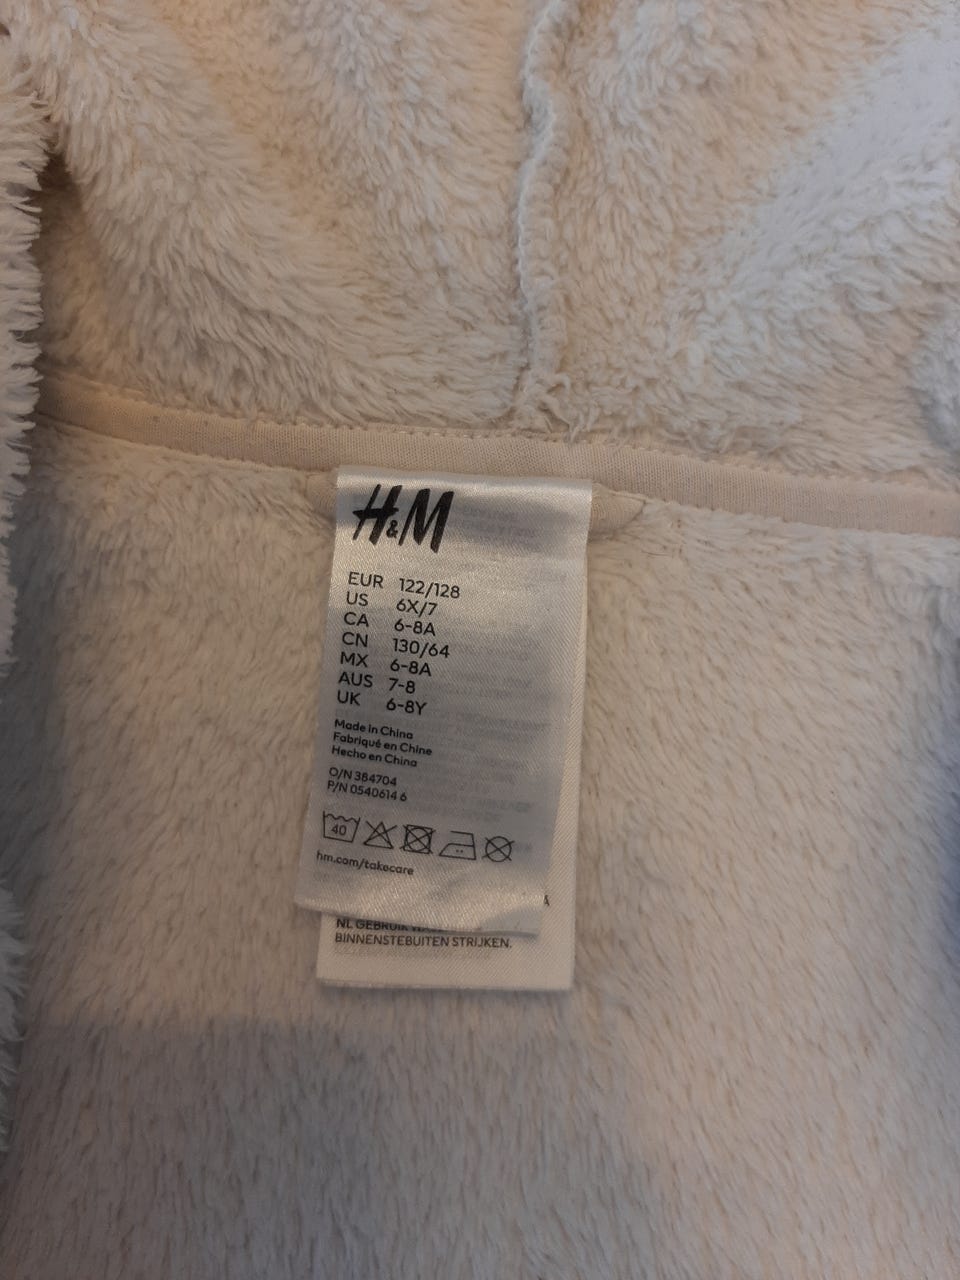 H&M
EUR 122/128
US 6X/7
CA 6-8A
CN 130/64
MX 6-8A
AUS 7-8
UK 6-8Y
Made in China
Fabriqué en Chine
Hecho en China
O/N 384704
P/N 0540614 6
40
hm.com/takecare
A
NL GEBRUIK
BINNENSTEBUITEN STRIJKEN.